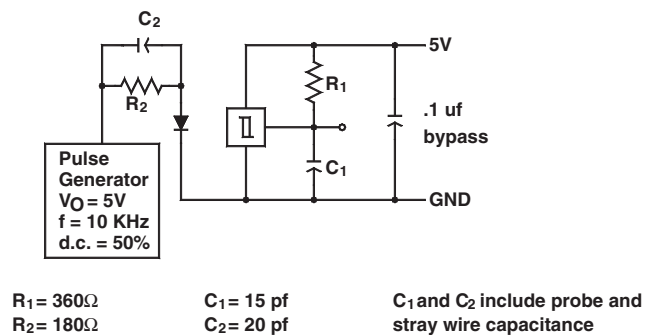 C2
R2
5V
R1
.1 uf
bypass
C1
Pulse
Generator
VO = 5V
f = 10 KHz
d.c. = 50%
GND
R1 = 360Ω
C1 = 15 pf
C1 and C2 include probe and
R2 = 180Ω
C2 = 20 pf
stray wire capacitance